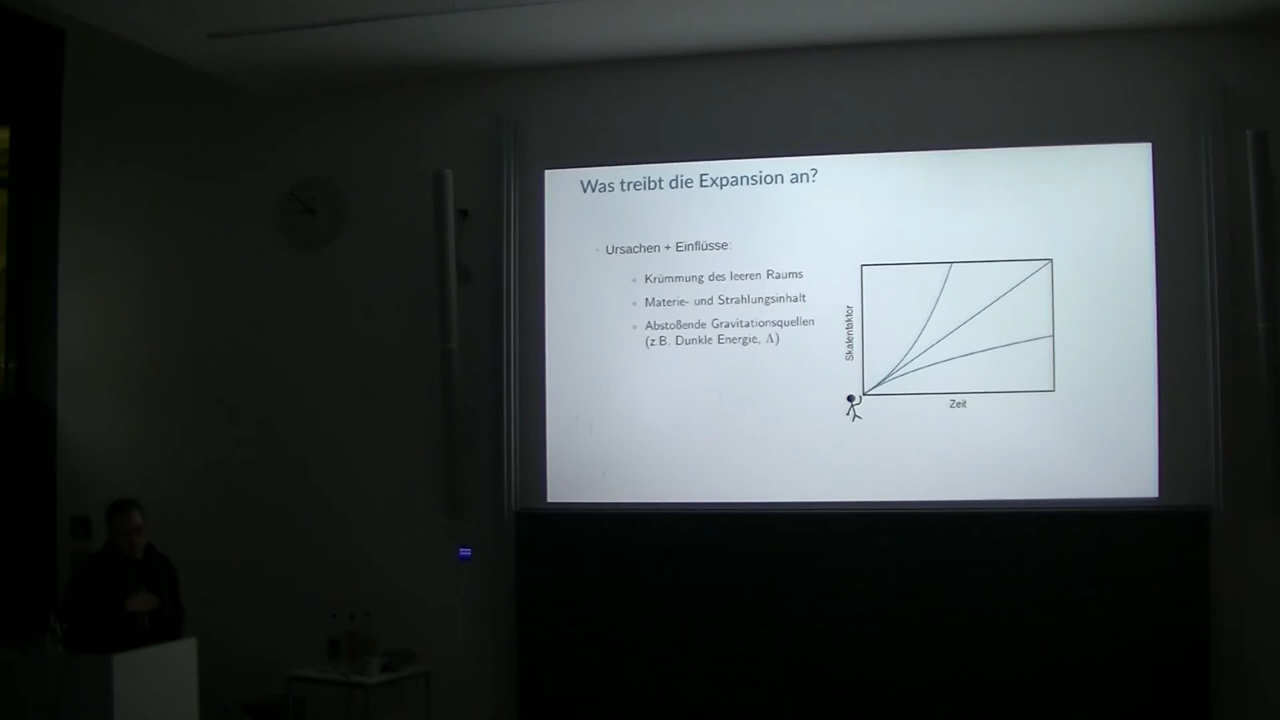 Was treibt die Expansion an?
Ursachen + Einflüsse:
Krümmung des leeren Raums
Materie- und Strahlungsinhalt
Abstoßende Gravitationsquellen
(z.B. Dunkle Energie, Λ)
Skalenfaktor
Zeit